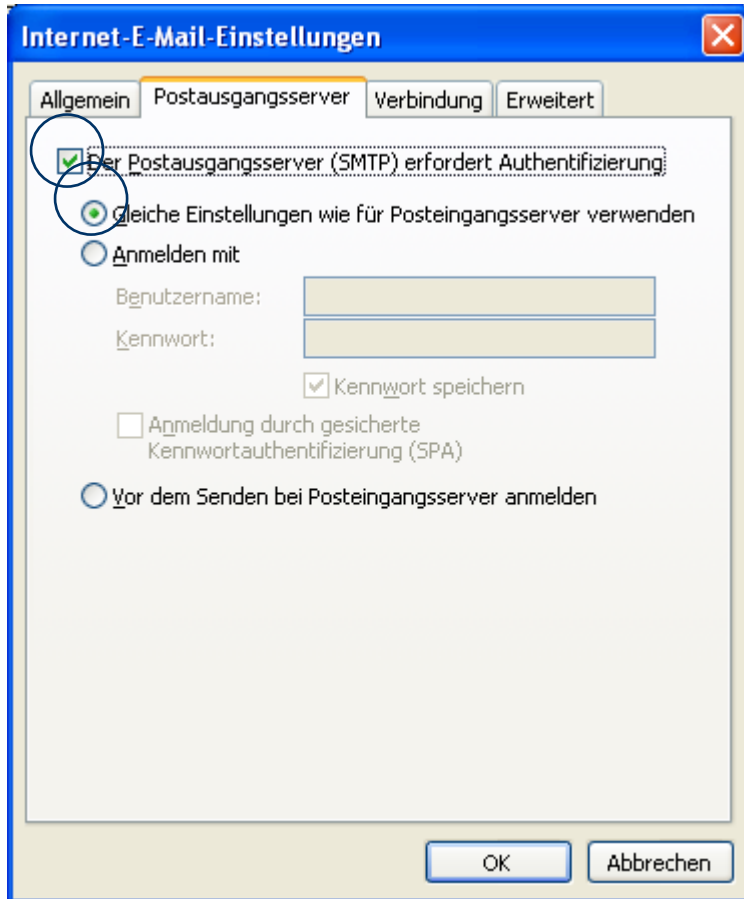 Internet-E-Mail-Einstellungen
Allgemein Postausgangsserver Verbindung Erweitert
Der Postausgangsserver (SMTP) erfordert Authentifizierung
Gleiche Einstellungen wie für Posteingangsserver verwenden
Anmelden mit
Benutzername:
Kennwort:
Kennwort speichern
Anmeldung durch gesicherte
Kennwortauthentifizierung (SPA)
Vor dem Senden bei Posteingangsserver anmelden
OK Abbrechen